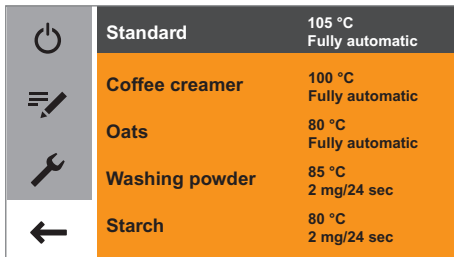 Standard
105 °C
Fully automatic
Coffee creamer
100 °C
Fully automatic
Oats
80 °C
Fully automatic
Washing powder
85 °C
2 mg/24 sec
Starch
80 °C
2 mg/24 sec